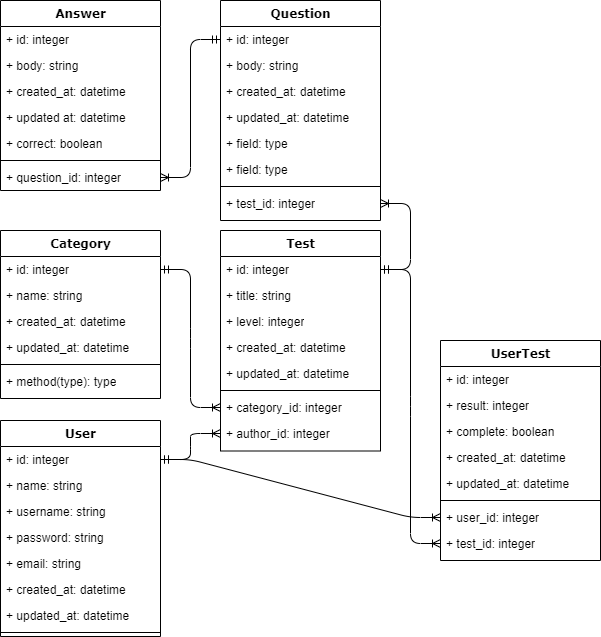 Answer
+ id: integer
+ body: string
+ created_at: datetime
+ updated at: datetime
+ correct: boolean
+ question_id: integer
Question
+ id: integer
+ body: string
+ created_at: datetime
+ updated_at: datetime
+ field: type
+ field: type
+ test_id: integer
Category
+ id: integer
+ name: string
+ created_at: datetime
+ updated_at: datetime
+ method(type): type
Test
+ id: integer
+ title: string
+ level: integer
+ created_at: datetime
+ updated_at: datetime
+ category_id: integer
+ author_id: integer
User
+ id: integer
+ name: string
+ username: string
+ password: string
+ email: string
+ created_at: datetime
+ updated_at: datetime
UserTest
+ id: integer
+ result: integer
+ complete: boolean
+ created_at: datetime
+ updated_at: datetime
+ user_id: integer
+ test_id: integer